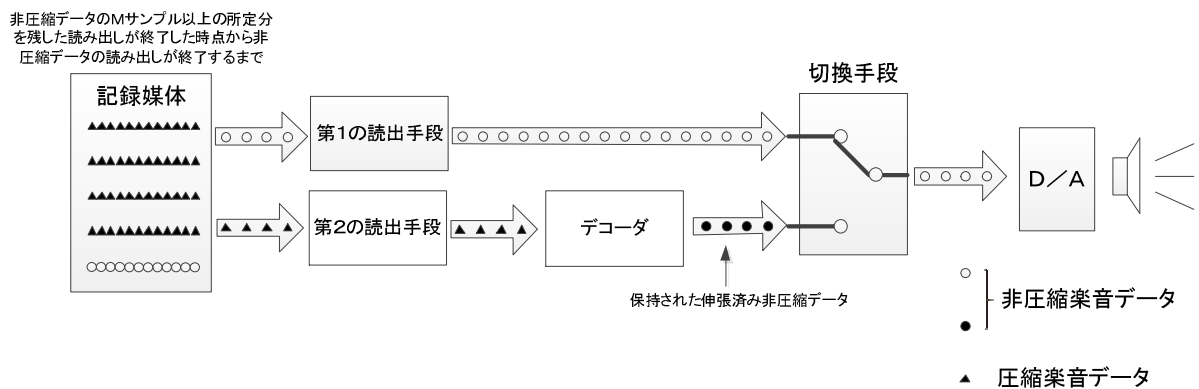 非圧縮データのMサンプル以上の所定分
を残した読み出しが終了した時点から非
圧縮データの読み出しが終了するまで
記録媒体
第1の読出手段
第2の読出手段
デコーダ
保持された伸張済み非圧縮データ
切換手段
D/A
非圧縮楽音データ
圧縮楽音データ